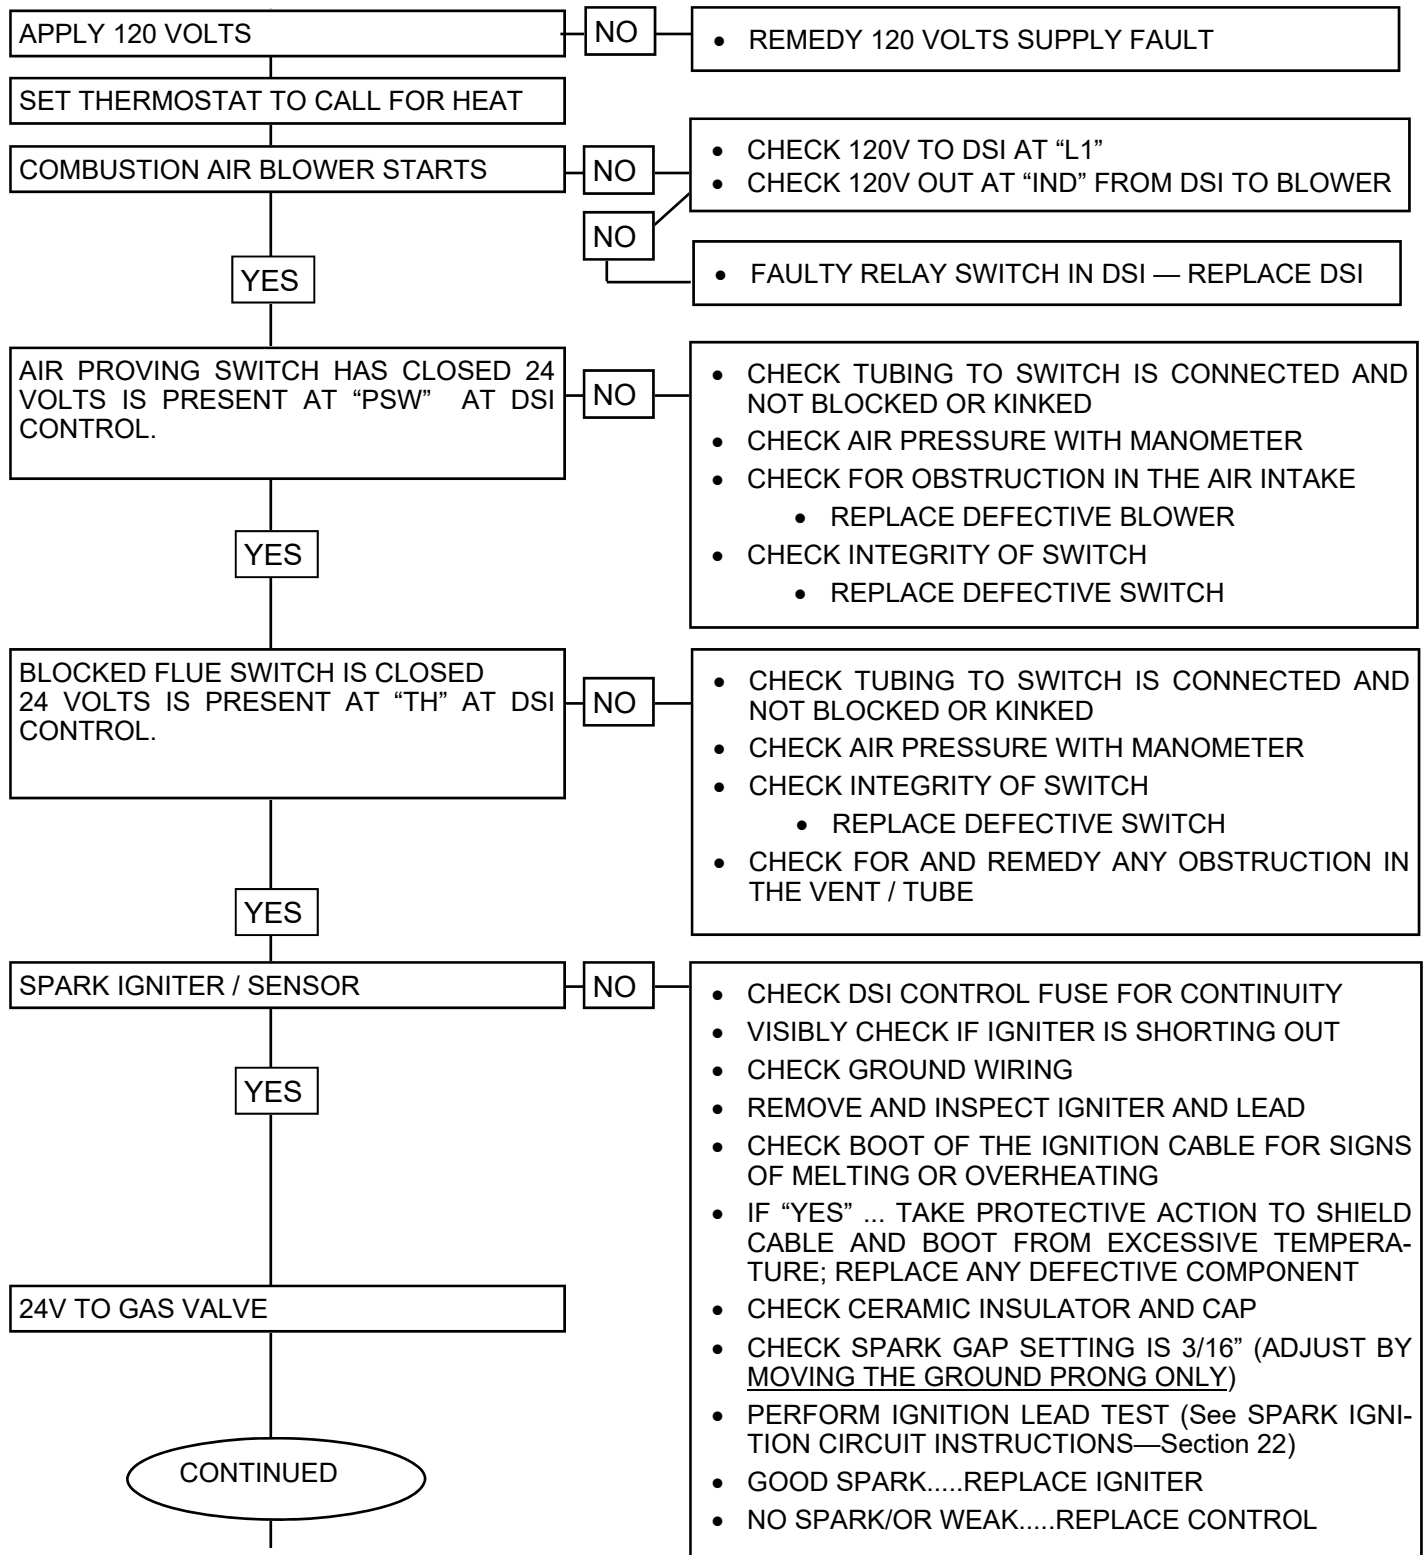 APPLY 120 VOLTS
NO
• REMEDY 120 VOLTS SUPPLY FAULT
SET THERMOSTAT TO CALL FOR HEAT
COMBUSTION AIR BLOWER STARTS
NO
• CHECK 120V TO DSI AT “L1”
• CHECK 120V OUT AT “IND” FROM DSI TO BLOWER
NO
• FAULTY RELAY SWITCH IN DSI — REPLACE DSI
YES
AIR PROVING SWITCH HAS CLOSED 24
VOLTS IS PRESENT AT “PSW” AT DSI
CONTROL.
NO
• CHECK TUBING TO SWITCH IS CONNECTED AND
NOT BLOCKED OR KINKED
• CHECK AIR PRESSURE WITH MANOMETER
• CHECK FOR OBSTRUCTION IN THE AIR INTAKE
• REPLACE DEFECTIVE BLOWER
• CHECK INTEGRITY OF SWITCH
• REPLACE DEFECTIVE SWITCH
YES
BLOCKED FLUE SWITCH IS CLOSED
24 VOLTS IS PRESENT AT “TH” AT DSI
CONTROL.
NO
• CHECK TUBING TO SWITCH IS CONNECTED AND
NOT BLOCKED OR KINKED
• CHECK AIR PRESSURE WITH MANOMETER
• CHECK INTEGRITY OF SWITCH
• REPLACE DEFECTIVE SWITCH
• CHECK FOR AND REMEDY ANY OBSTRUCTION IN
THE VENT / TUBE
YES
SPARK IGNITER / SENSOR
NO
• CHECK DSI CONTROL FUSE FOR CONTINUITY
• VISIBLY CHECK IF IGNITER IS SHORTING OUT
• CHECK GROUND WIRING
• REMOVE AND INSPECT IGNITER AND LEAD
• CHECK BOOT OF THE IGNITION CABLE FOR SIGNS
OF MELTING OR OVERHEATING
• IF “YES” ... TAKE PROTECTIVE ACTION TO SHIELD
CABLE AND BOOT FROM EXCESSIVE TEMPERA-
TURE; REPLACE ANY DEFECTIVE COMPONENT
• CHECK CERAMIC INSULATOR AND CAP
• CHECK SPARK GAP SETTING IS 3/16” (ADJUST BY
MOVING THE GROUND PRONG ONLY)
• PERFORM IGNITION LEAD TEST (See SPARK IGNI-
TION CIRCUIT INSTRUCTIONS—Section 22)
• GOOD SPARK.....REPLACE IGNITER
• NO SPARK/OR WEAK.....REPLACE CONTROL
YES
24V TO GAS VALVE
CONTINUED